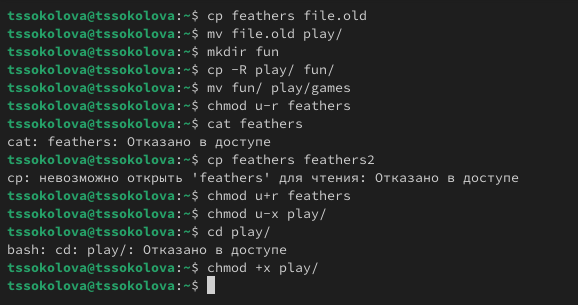 tssokolova@tssokolova:~$ cp feathers file.old
tssokolova@tssokolova:~$ mv file.old play/
tssokolova@tssokolova:~$ mkdir fun
tssokolova@tssokolova:~$ cp -R play/ fun/
tssokolova@tssokolova:~$ mv fun/ play/games
tssokolova@tssokolova:~$ chmod u-r feathers
tssokolova@tssokolova:~$ cat feathers
cat: feathers: Отказано в доступе
tssokolova@tssokolova:~$ cp feathers feathers2
cp: невозможно открыть 'feathers' для чтения: Отказано в доступе
tssokolova@tssokolova:~$ chmod u+r feathers
tssokolova@tssokolova:~$ chmod u-x play/
tssokolova@tssokolova:~$ cd play/
bash: cd: play/: Отказано в доступе
tssokolova@tssokolova:~$ chmod +x play/
tssokolova@tssokolova:~$